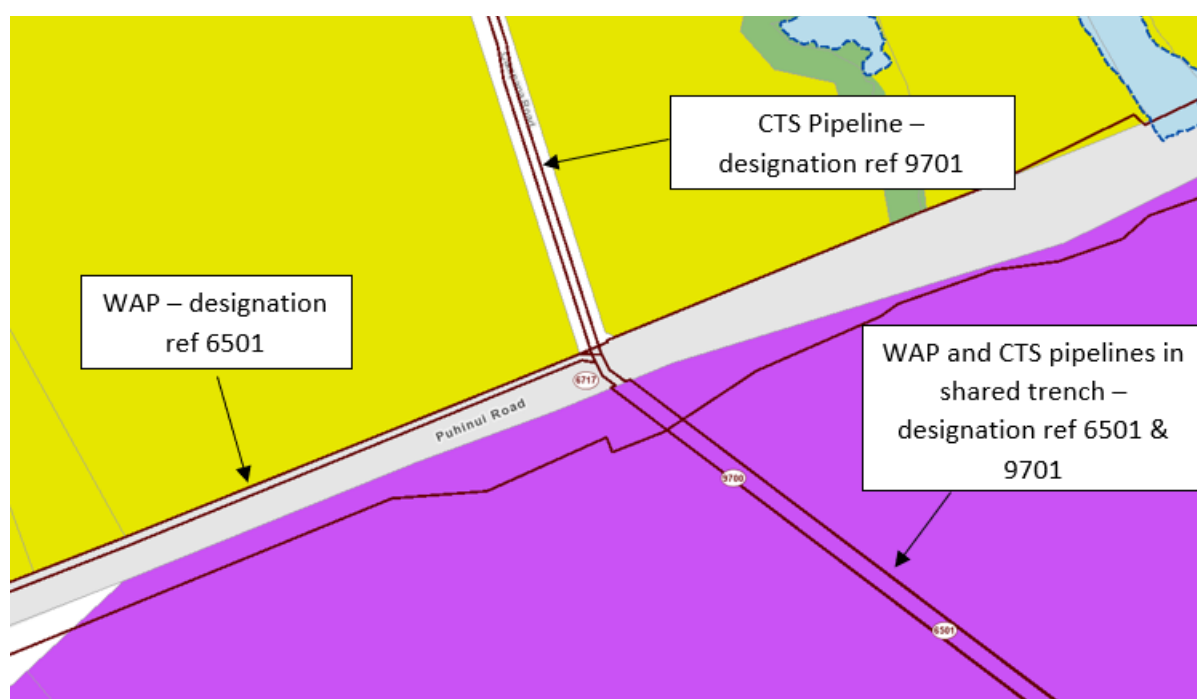 CTS Pipeline –
designation ref 9701
WAP – designation
ref 6501
WAP and CTS pipelines in
shared trench –
designation ref 6501 &
9701
6717
Puhinui Road
9700
6501
Road